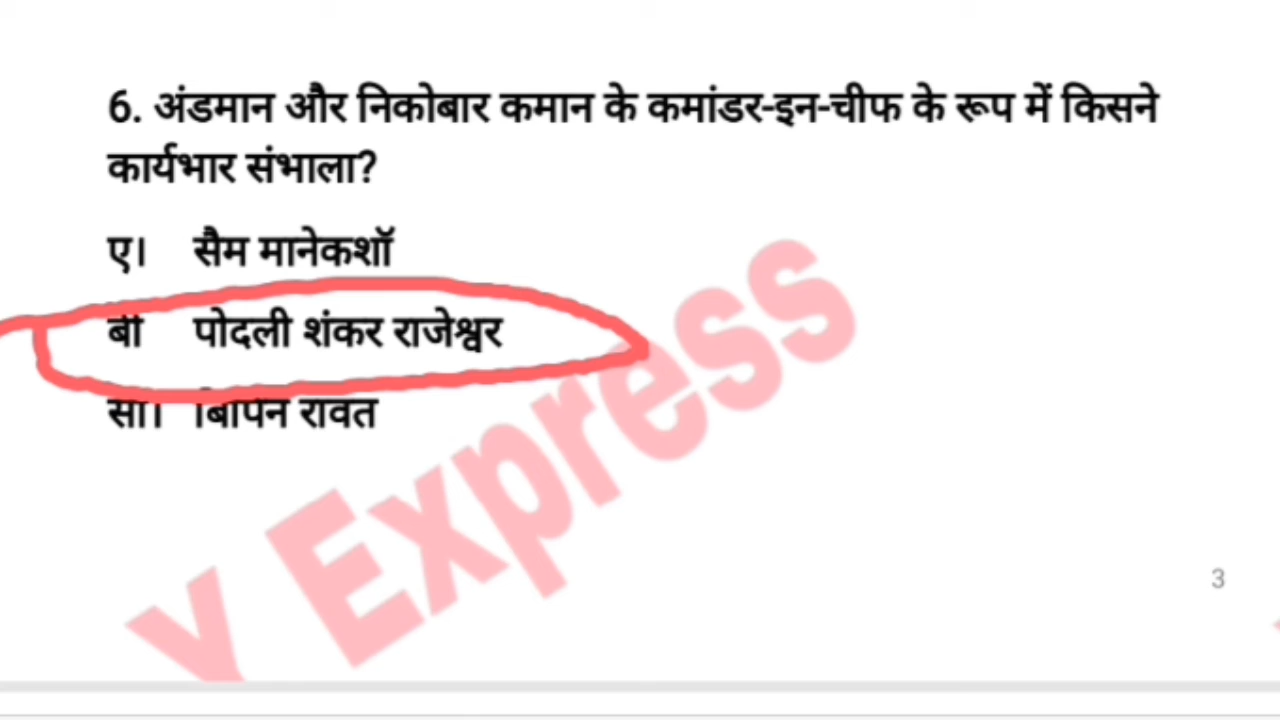 6. अंडमान और निकोबार कमान के कमांडर-इन-चीफ के रूप में किसने
कार्यभार संभाला?
ए। सैम मानेकशॉ
बी पोदली शंकर राजेश्वर
सी। बिपिन रावत
Y Express
3